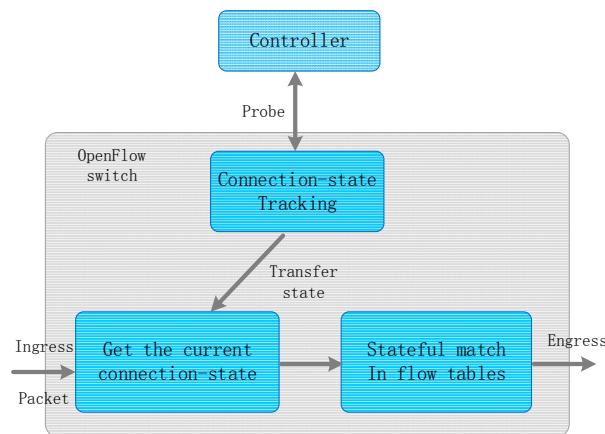 Controller
Probe
OpenFlow
switch
Connection-state
Tracking
Transfer
state
Ingress
Packet
Get the current
connection-state
Stateful match
In flow tables
Engress